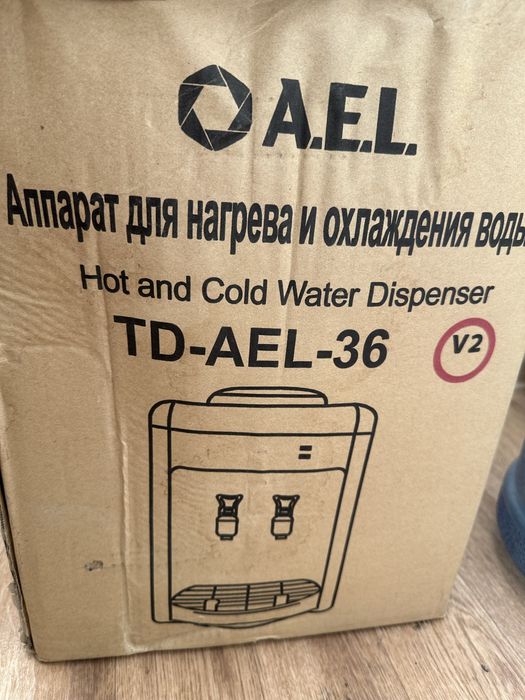 A.E.L.
Аппарат для нагрева и охлаждения воды
Hot and Cold Water Dispenser
TD-AEL-36
V2